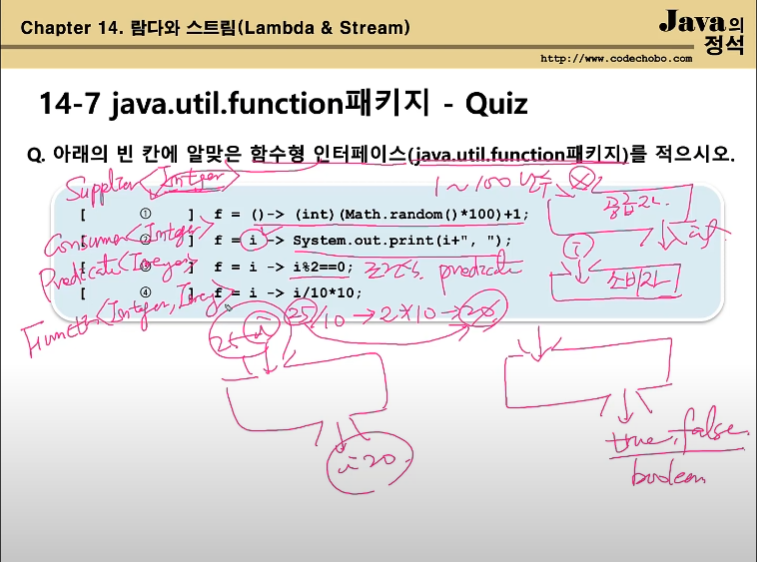 Chapter 14. 람다와 스트림(Lambda & Stream)
Java의 정석
http://www.codechobo.com
14-7 java.util.function패키지 - Quiz
Q. 아래의 빈 칸에 알맞은 함수형 인터페이스(java.util.function패키지)를 적으시오.
Supplier<Integer>
1~100 난수
공급자
[ ① ] f = ()-> (int)(Math.random()*100)+1;
출력
Consumer<Integer>
[ ② ] f = i -> System.out.print(i+", ");
i
소비자
Predicate<Integer>
[ ③ ] f = i -> i%2==0; 조건식 predicate
[ ④ ] f = i -> i/10*10;
Function<Integer, Integer>
25/10 → 2*10 → 20
25 i
i 20
true, false
boolean